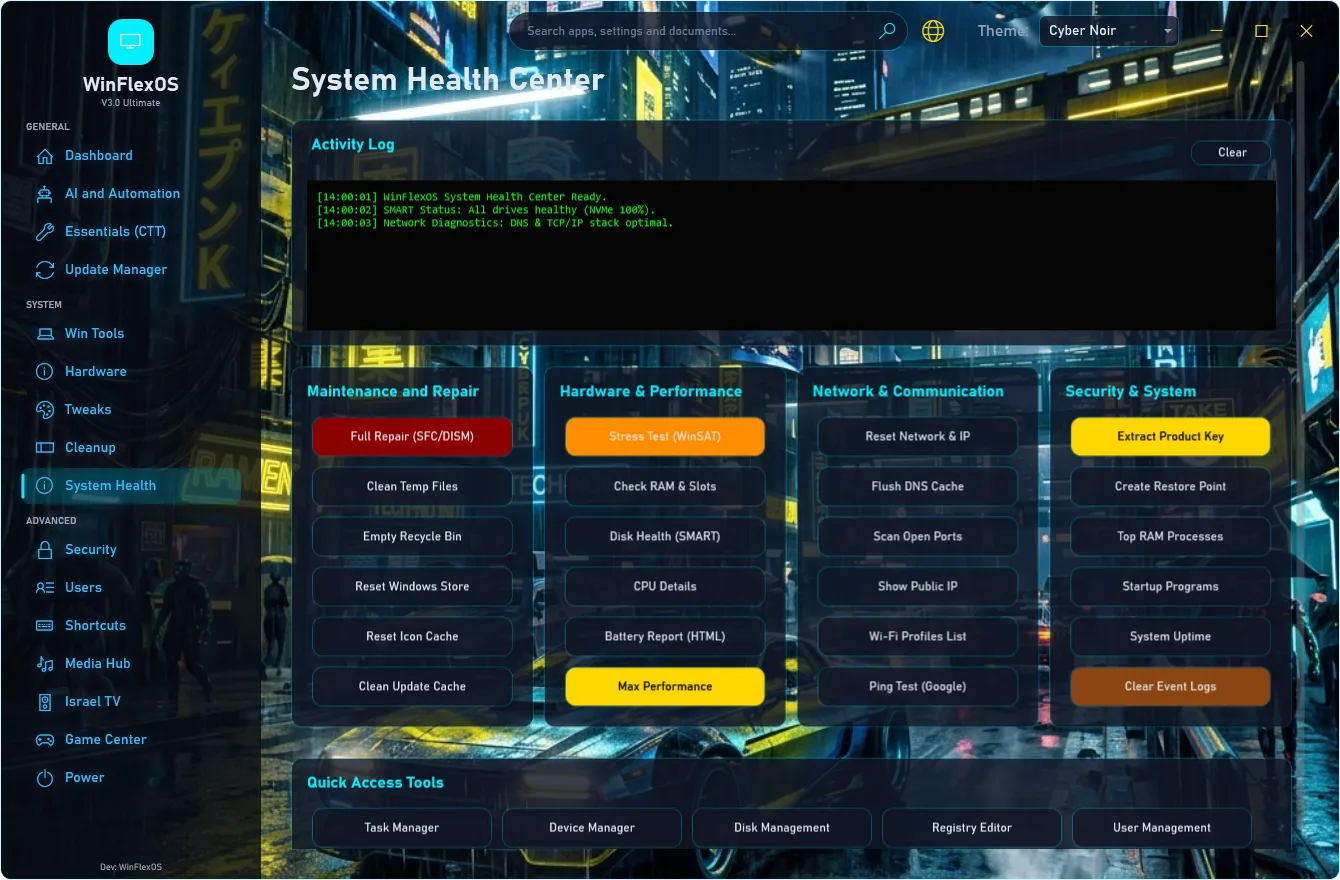 WinFlexOS
V3.0 Ultimate
GENERAL
Dashboard
AI and Automation
Essentials (CTT)
Update Manager
SYSTEM
Win Tools
Hardware
Tweaks
Cleanup
System Health
ADVANCED
Security
Users
Shortcuts
Media Hub
Israel TV
Game Center
Power
Dev: WinFlexOS
Search apps, settings and documents...
Theme:
Cyber Noir
System Health Center
Activity Log
Clear
[14:00:01] WinFlexOS System Health Center Ready.
[14:00:02] SMART Status: All drives healthy (NVMe 100%).
[14:00:03] Network Diagnostics: DNS & TCP/IP stack optimal.
Maintenance and Repair
Full Repair (SFC/DISM)
Clean Temp Files
Empty Recycle Bin
Reset Windows Store
Reset Icon Cache
Clean Update Cache
Hardware & Performance
Stress Test (WinSAT)
Check RAM & Slots
Disk Health (SMART)
CPU Details
Battery Report (HTML)
Max Performance
Network & Communication
Reset Network & IP
Flush DNS Cache
Scan Open Ports
Show Public IP
Wi-Fi Profiles List
Ping Test (Google)
Security & System
Extract Product Key
Create Restore Point
Top RAM Processes
Startup Programs
System Uptime
Clear Event Logs
Quick Access Tools
Task Manager
Device Manager
Disk Management
Registry Editor
User Management
ケィエプンK
RAVEN